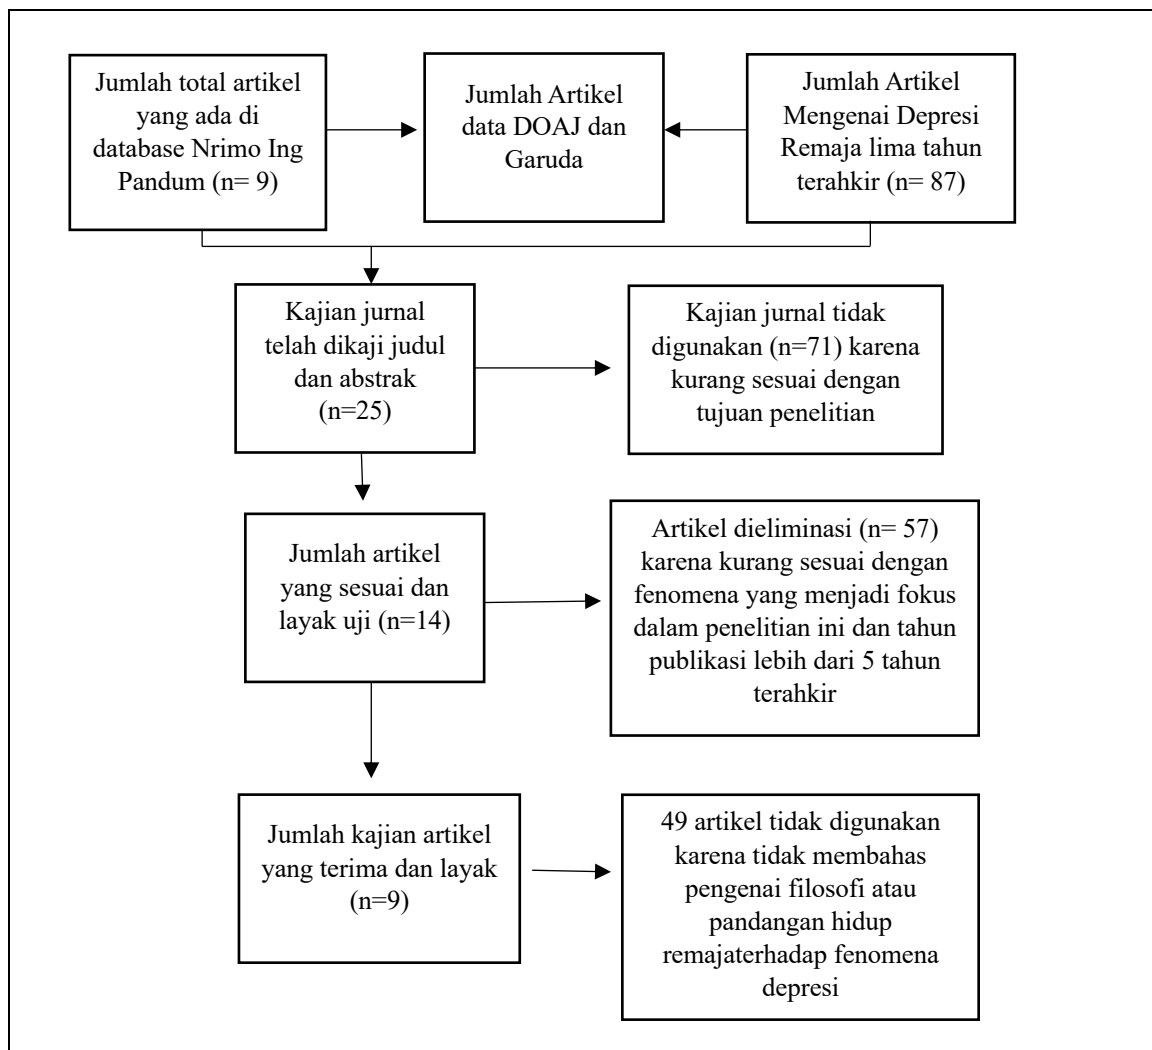 Jumlah total artikel
yang ada di
database Nrimo Ing
Pandum (n= 9)
Jumlah Artikel
data DOAJ dan
Garuda
Jumlah Artikel
Mengenai Depresi
Remaja lima tahun
terahkir (n= 87)
Kajian jurnal
telah dikaji judul
dan abstrak
(n=25)
Kajian jurnal tidak
digunakan (n=71) karena
kurang sesuai dengan
tujuan penelitian
Jumlah artikel
yang sesuai dan
layak uji (n=14)
Artikel dieliminasi (n= 57)
karena kurang sesuai dengan
fenomena yang menjadi fokus
dalam penelitian ini dan tahun
publikasi lebih dari 5 tahun
terahkir
Jumlah kajian artikel
yang terima dan layak
(n=9)
49 artikel tidak digunakan
karena tidak membahas
pengenai filosofi atau
pandangan hidup
remajaterhadap fenomena
depresi